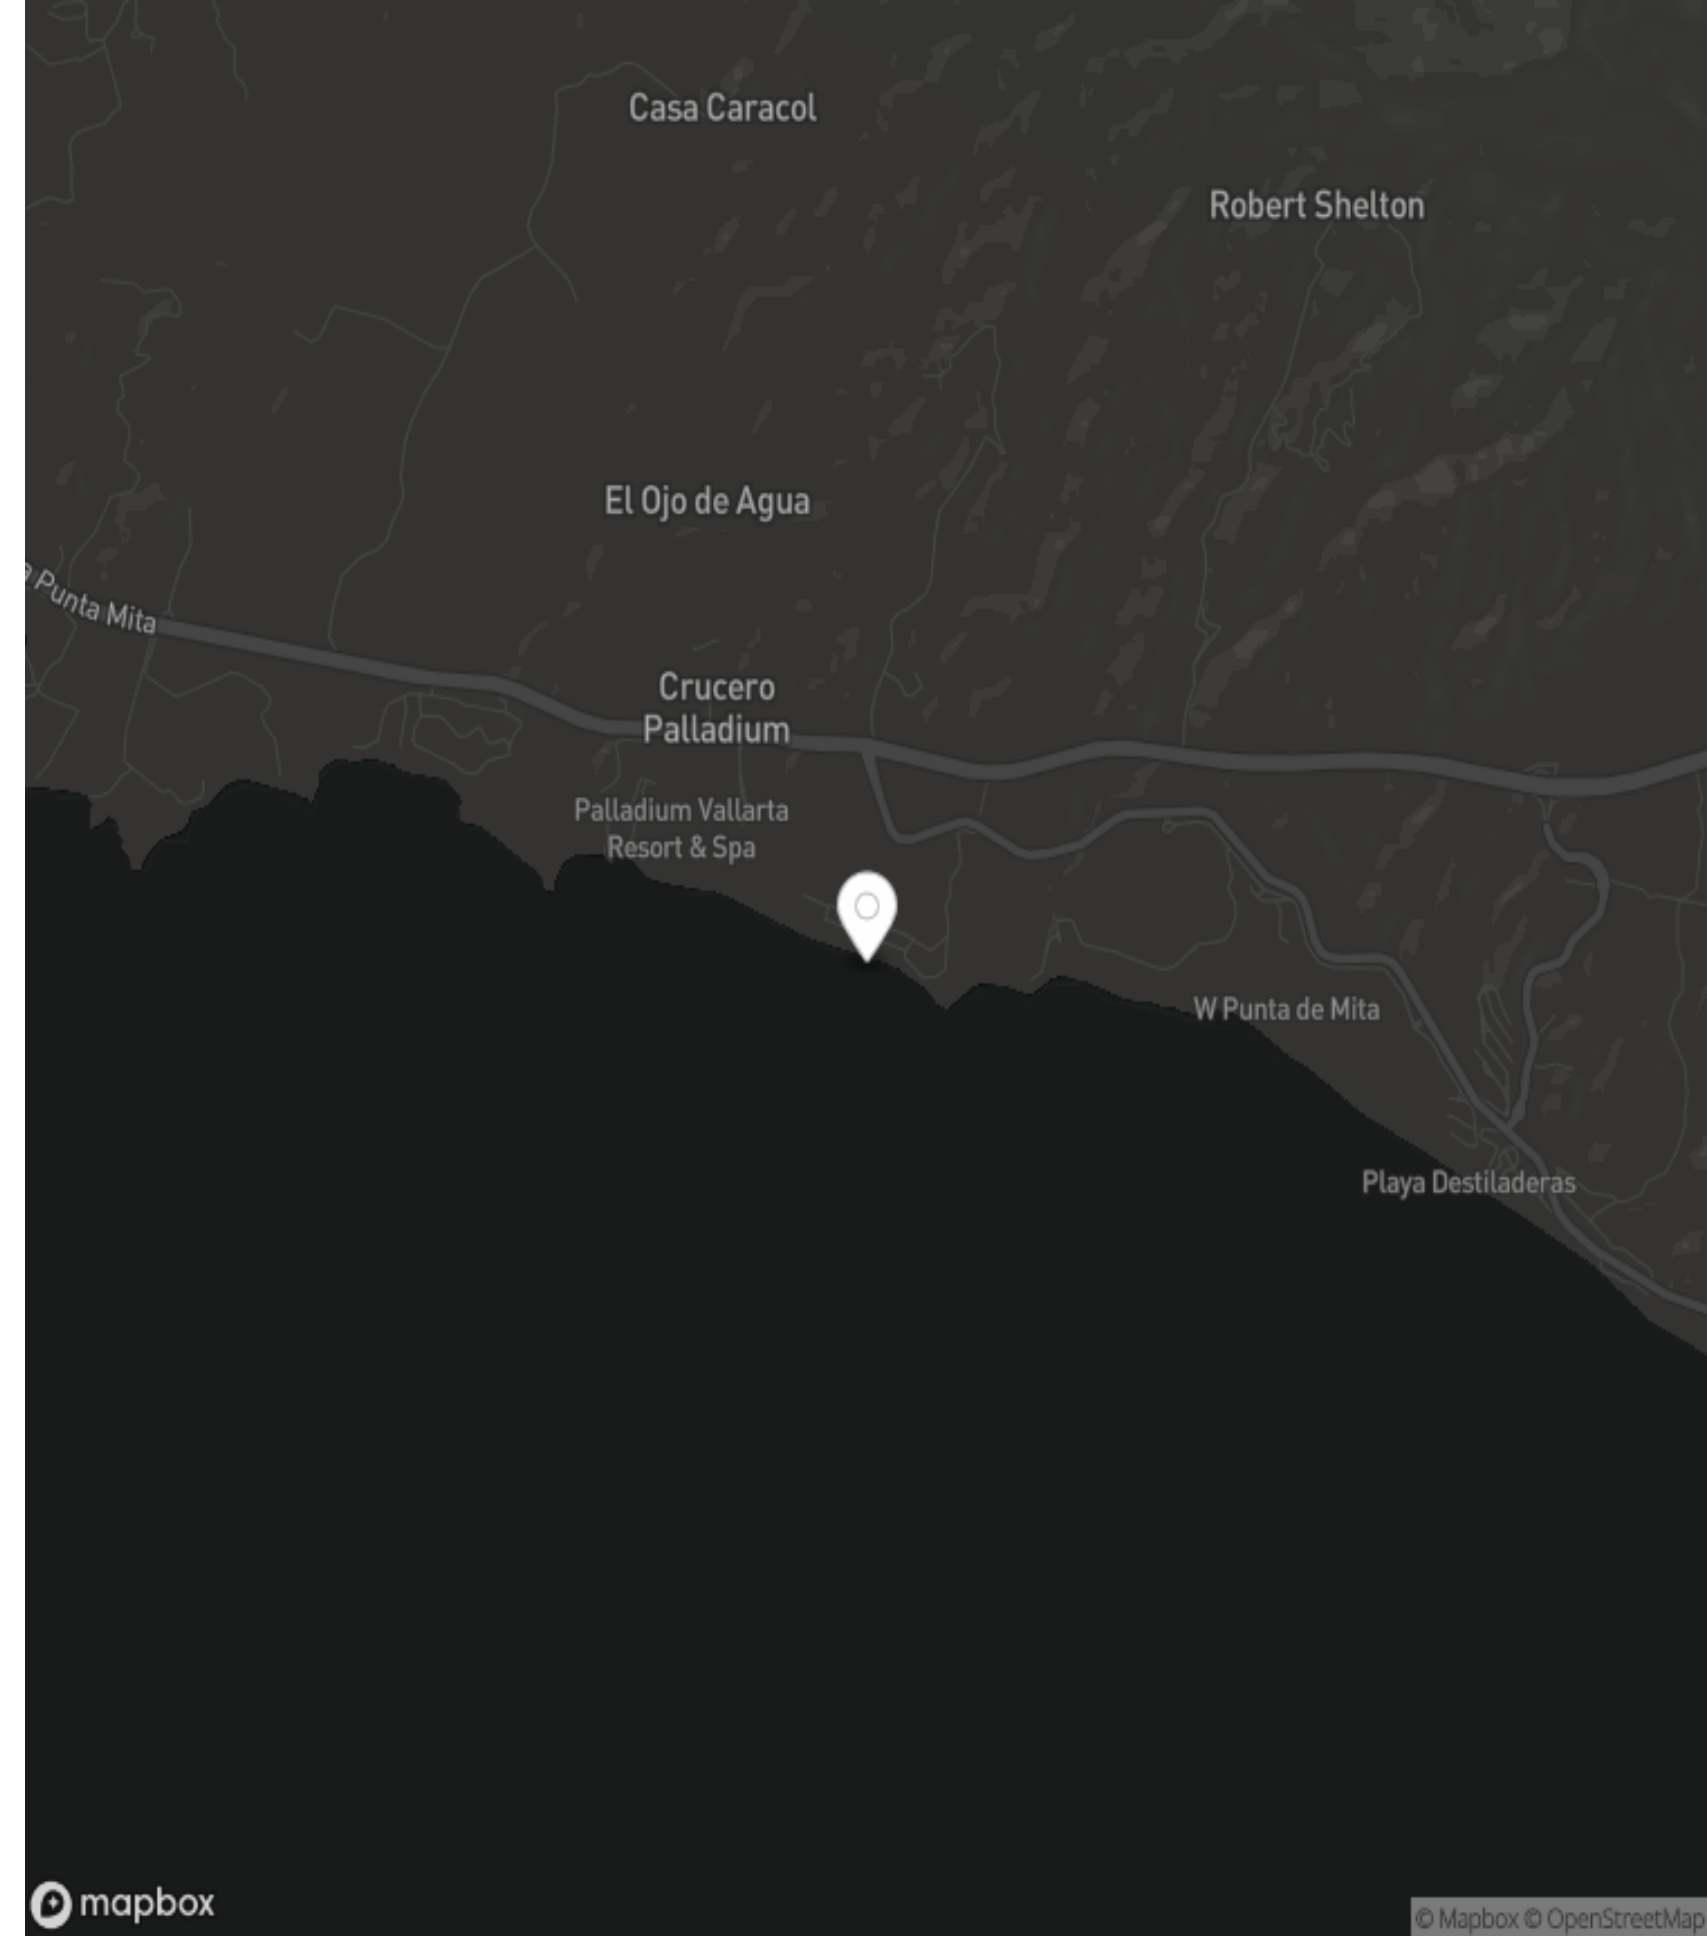 Casa Caracol
Robert Shelton
El Ojo de Agua
a Punta Mita
Crucero
Palladium
Palladium Vallarta
Resort & Spa
W Punta de Mita
Playa Destiladeras
mapbox
© Mapbox © OpenStreetMap